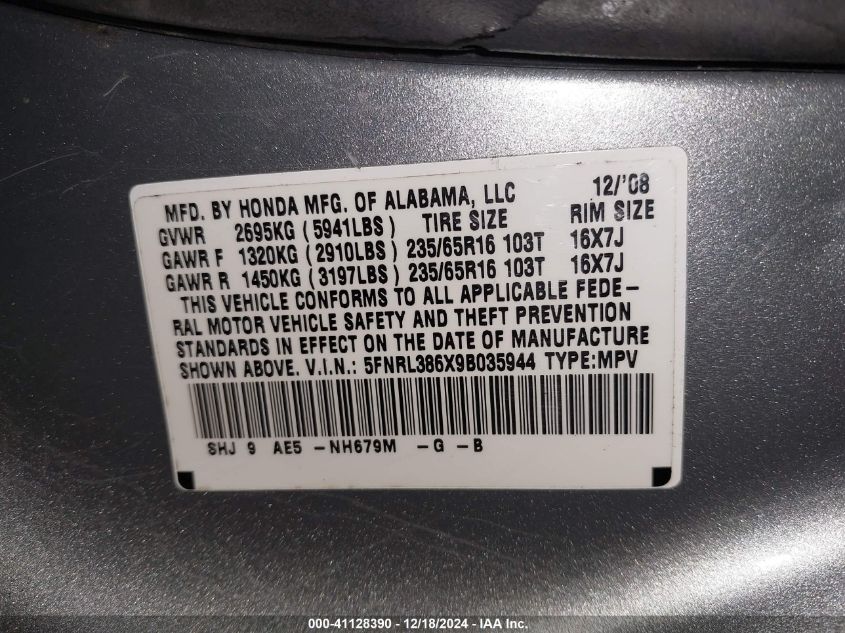 MFD. BY HONDA MFG. OF ALABAMA, LLC 12/'08
GVWR 2695KG (5941LBS) TIRE SIZE RIM SIZE
GAWR F 1320KG (2910LBS) 235/65R16 103T 16X7J
GAWR R 1450KG (3197LBS) 235/65R16 103T 16X7J
THIS VEHICLE CONFORMS TO ALL APPLICABLE FEDE-
RAL MOTOR VEHICLE SAFETY AND THEFT PREVENTION
STANDARDS IN EFFECT ON THE DATE OF MANUFACTURE
SHOWN ABOVE. V.I.N.: 5FNRL386X9B035944 TYPE:MPV
SHJ 9 AE5 -NH679M -G -B
000-41128390 - 12/18/2024 - IAA Inc.